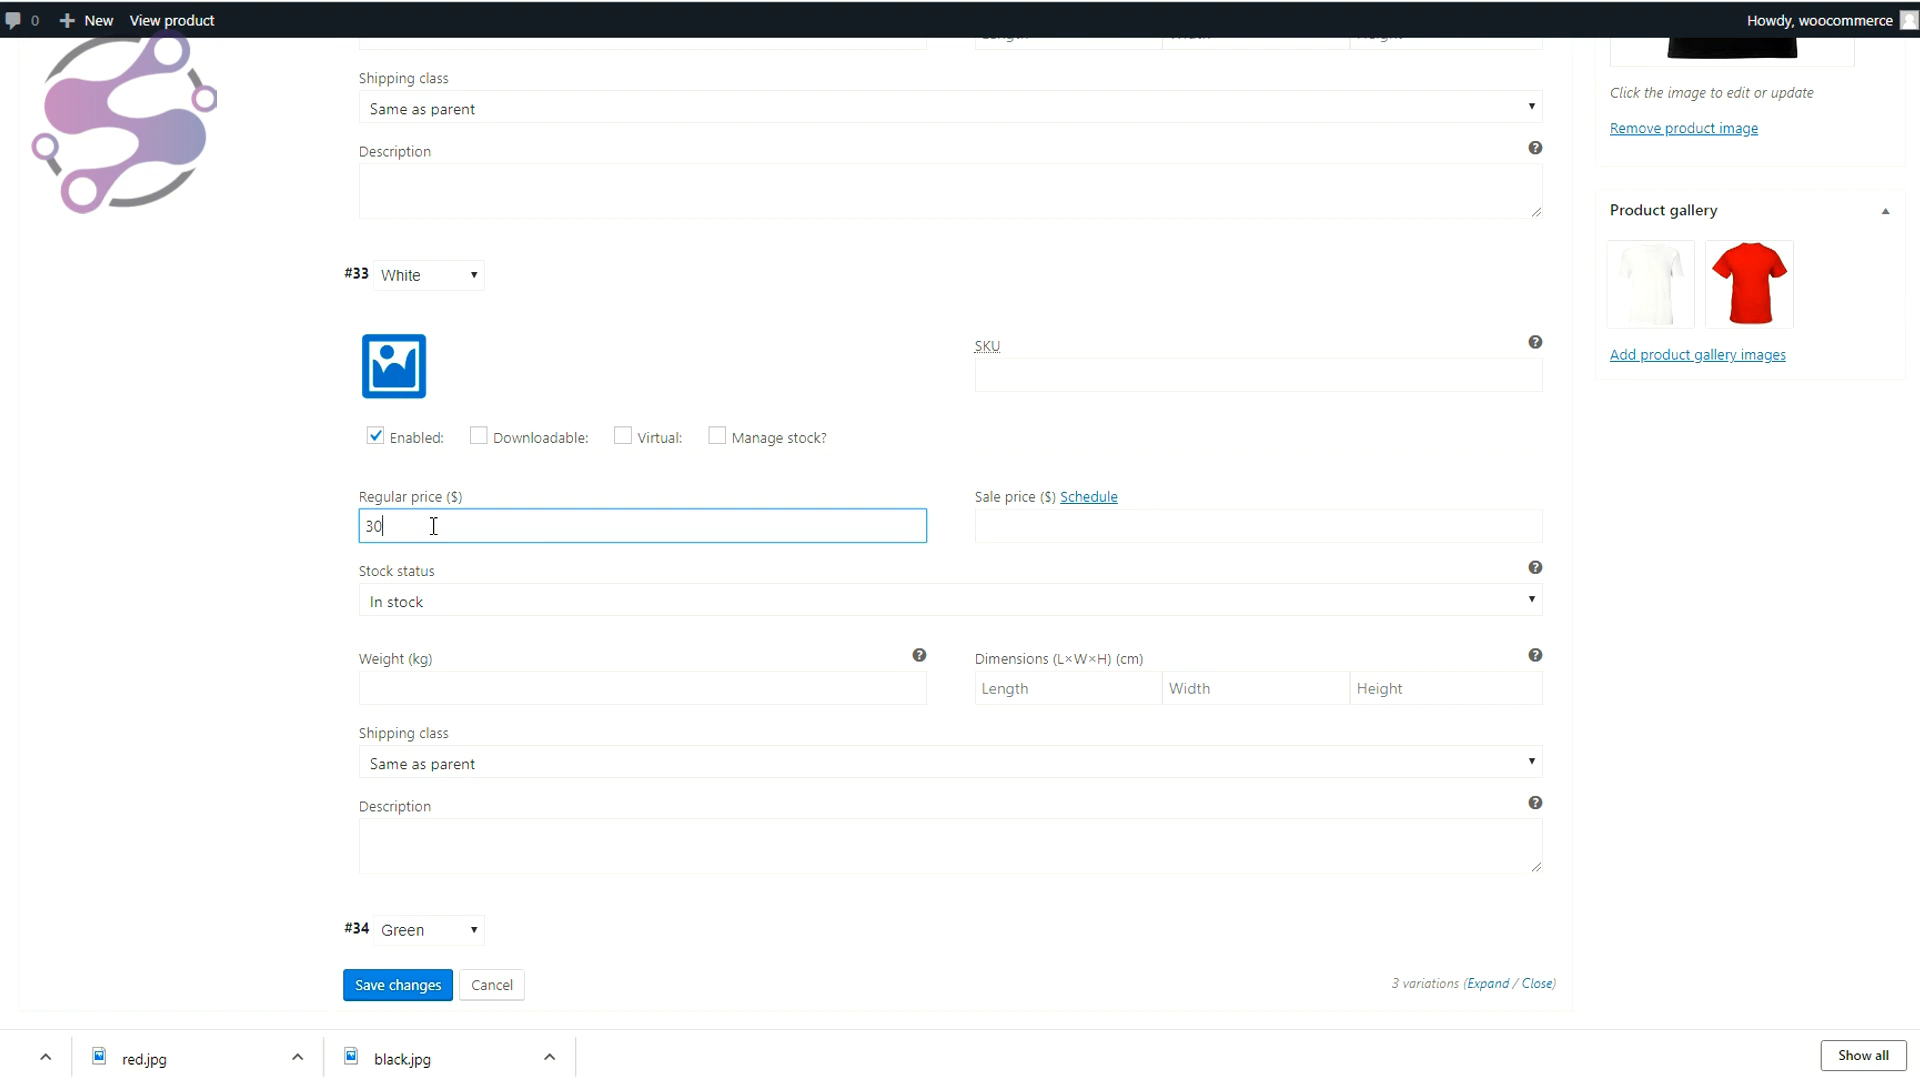 0 New View product Howdy, woocommerce
Shipping class
Same as parent
Click the image to edit or update
Remove product image
Description
Product gallery
#33 White
SKU
Add product gallery images
Enabled: Downloadable: Virtual: Manage stock?
Regular price ($) Sale price ($) Schedule
30
Stock status
In stock
Weight (kg) Dimensions (L×W×H) (cm)
Length Width Height
Shipping class
Same as parent
Description
#34 Green
Save changes Cancel 3 variations (Expand / Close)
red.jpg black.jpg Show all